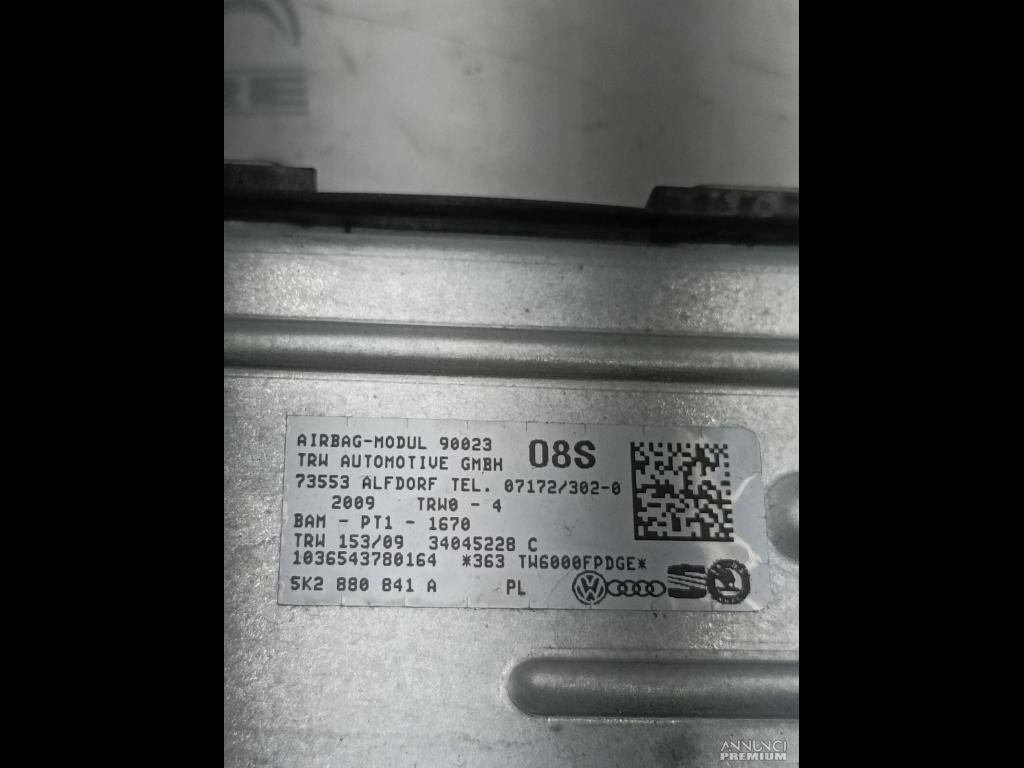 RE
AIRBAG-MODUL 90023 08S
TRW AUTOMOTIVE GMBH
73553 ALFDORF TEL. 07172/302-0
2009 TRW0 - 4
BAM - PT1 - 1670
TRW 153/09 34045228 C
1036543780164 *363 TW6000FPDGE*
5K2 880 841 A PL
ANNUNCI
PREMIUM